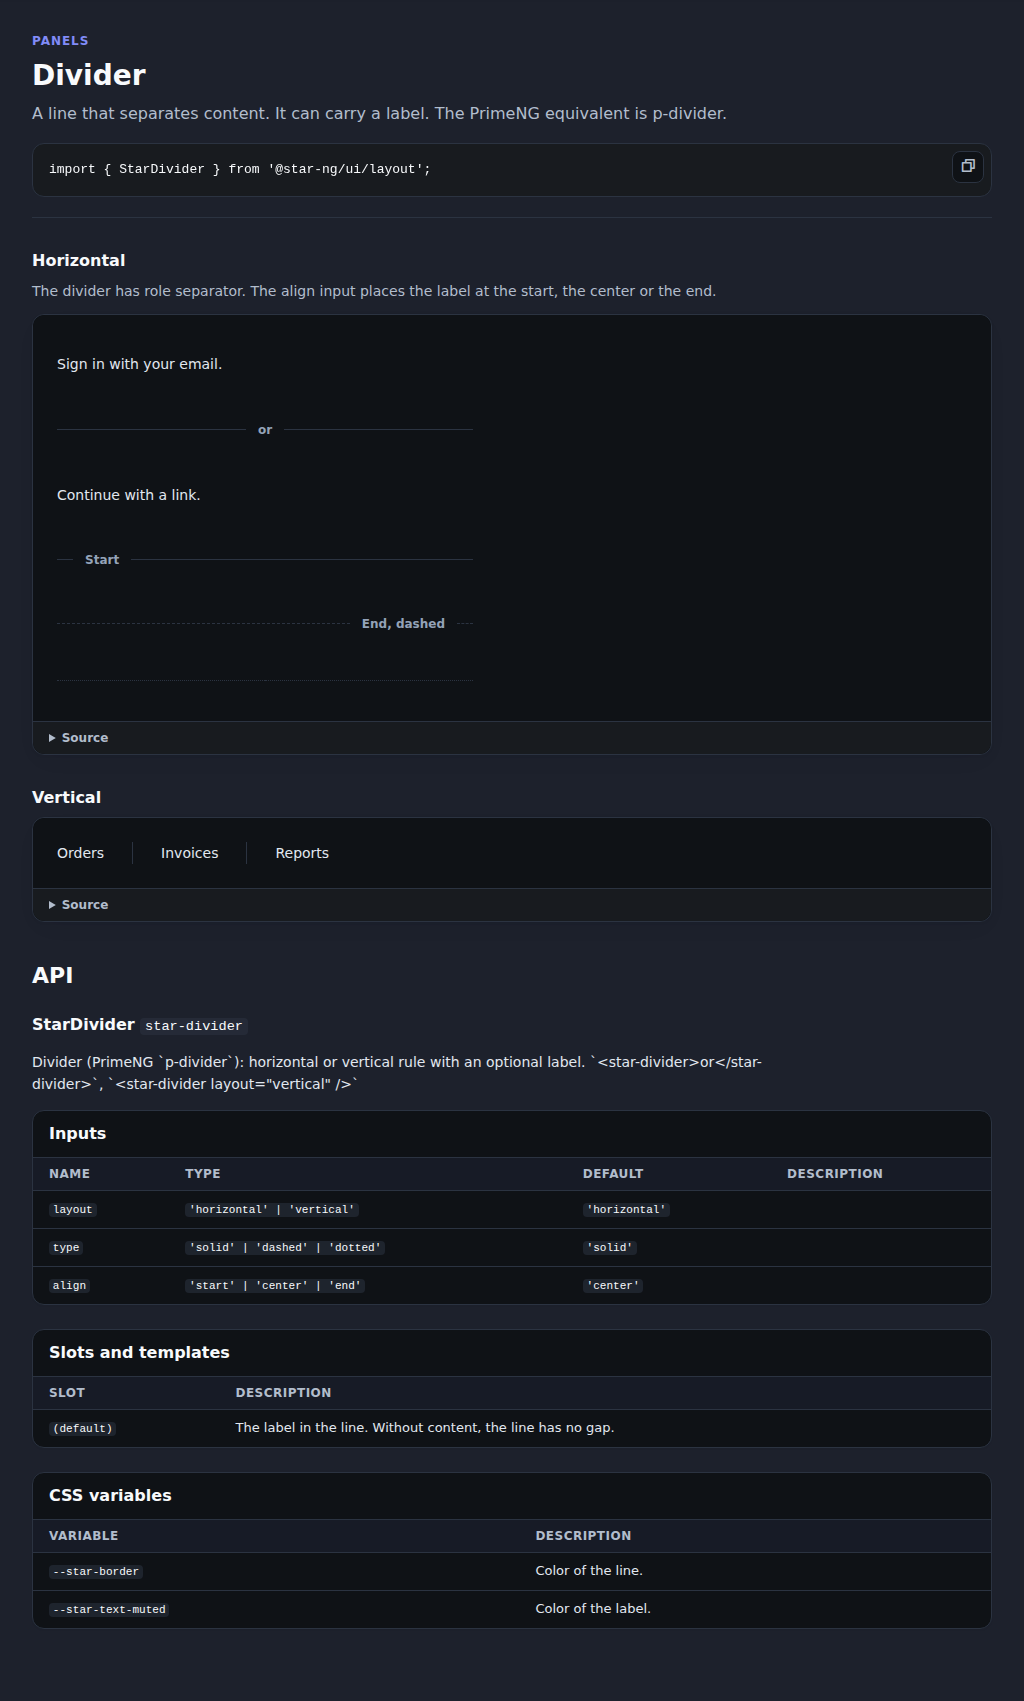 PANELS
Divider
A line that separates content. It can carry a label. The PrimeNG equivalent is p-divider.
import { StarDivider } from '@star-ng/ui/layout';
Horizontal
The divider has role separator. The align input places the label at the start, the center or the end.
Sign in with your email.
or
Continue with a link.
Start
End, dashed
Source
Vertical
Orders Invoices Reports
Source
API
StarDivider star-divider
Divider (PrimeNG `p-divider`): horizontal or vertical rule with an optional label. `<star-divider>or</star-
divider>`, `<star-divider layout="vertical" />`
Inputs
NAME TYPE DEFAULT DESCRIPTION
layout 'horizontal' | 'vertical' 'horizontal'
type 'solid' | 'dashed' | 'dotted' 'solid'
align 'start' | 'center' | 'end' 'center'
Slots and templates
SLOT DESCRIPTION
(default) The label in the line. Without content, the line has no gap.
CSS variables
VARIABLE DESCRIPTION
--star-border Color of the line.
--star-text-muted Color of the label.